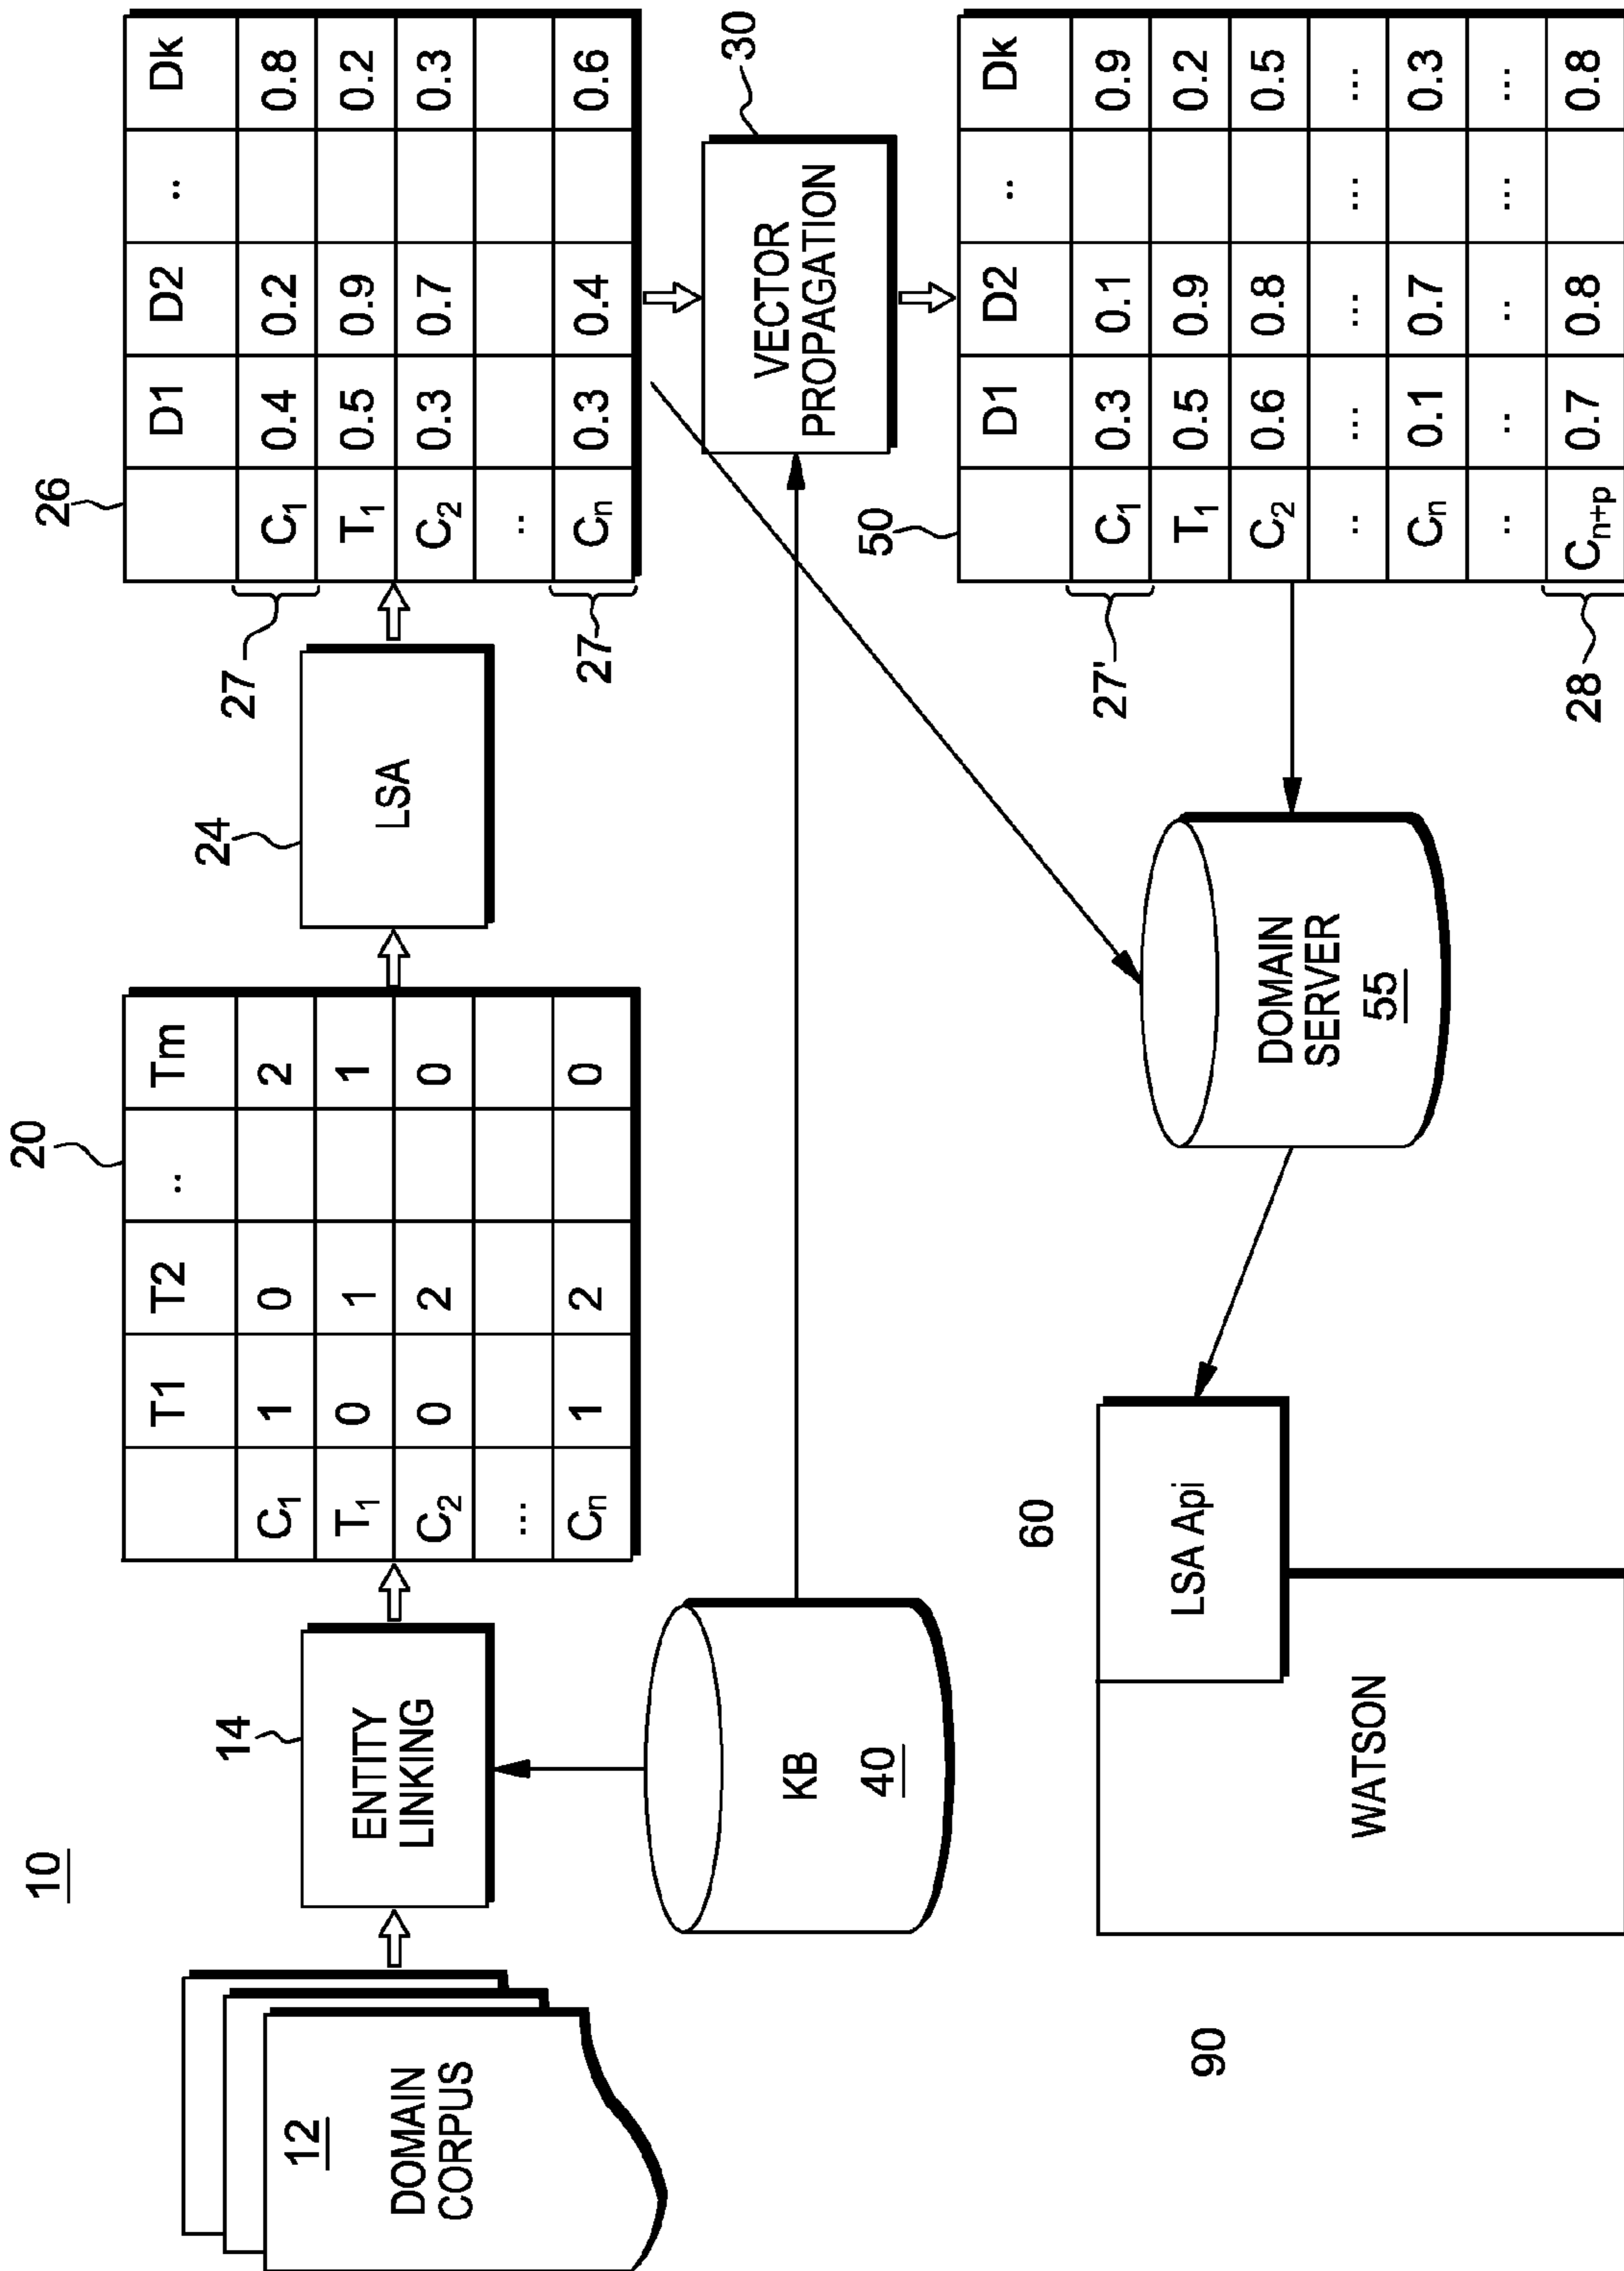 10
12
DOMAIN
CORPUS
14
ENTITY
LINKING
KB
40
20
T1 T2 .. Tm
C1 1 0 2
T1 0 1 1
C2 0 2 0
...
Cn 1 2 0
24
LSA
26
D1 D2 .. Dk
C1 0.4 0.2 0.8
T1 0.5 0.9 0.2
C2 0.3 0.7 0.3
..
Cn 0.3 0.4 0.6
27
27
30
VECTOR
PROPAGATION
50
D1 D2 .. Dk
C1 0.3 0.1 0.9
T1 0.5 0.9 0.2
C2 0.6 0.8 0.5
.. ... ... ... ...
Cn 0.1 0.7 0.3
.. .. .. ... ...
Cn+p 0.7 0.8 0.8
27'
28
DOMAIN
SERVER
55
60
LSA Api
WATSON
90